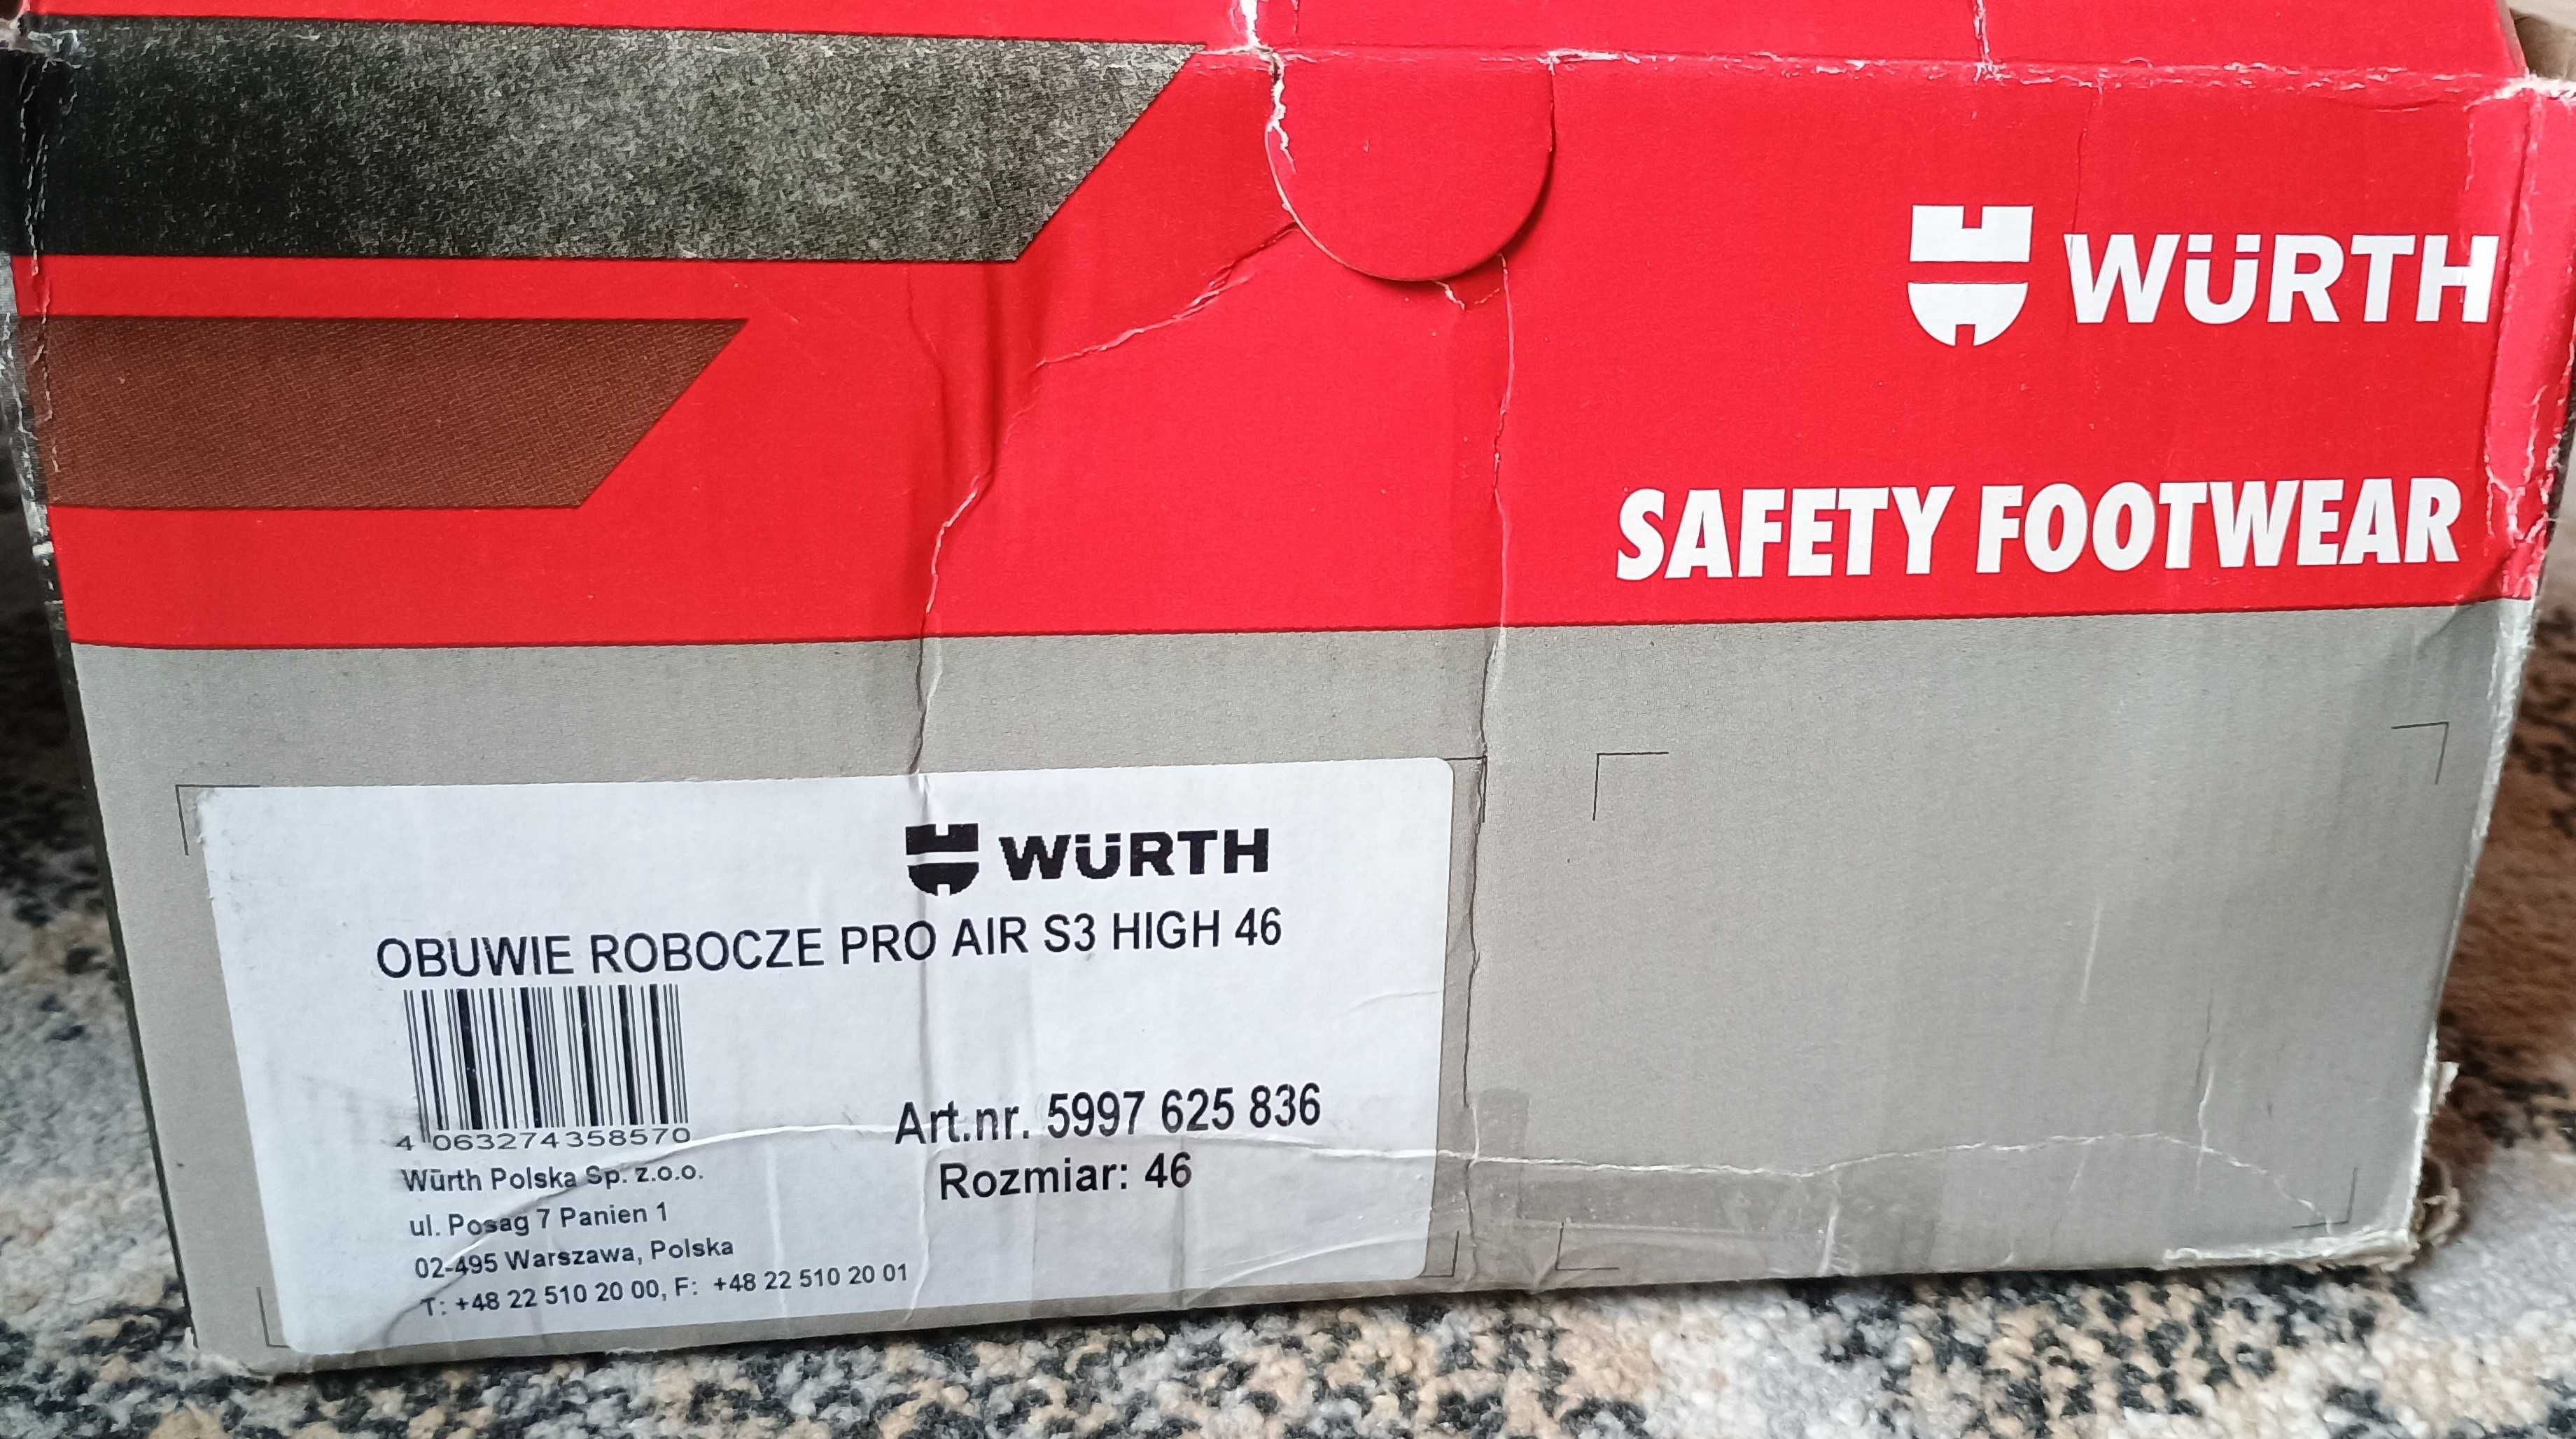 WÜRTH
SAFETY FOOTWEAR
WÜRTH
OBUWIE ROBOCZE PRO AIR S3 HIGH 46
4 063274358570
Art.nr. 5997 625 836
Rozmiar: 46
Würth Polska Sp. z.o.o.
ul. Posag 7 Panien 1
02-495 Warszawa, Polska
T: +48 22 510 20 00, F: +48 22 510 20 01